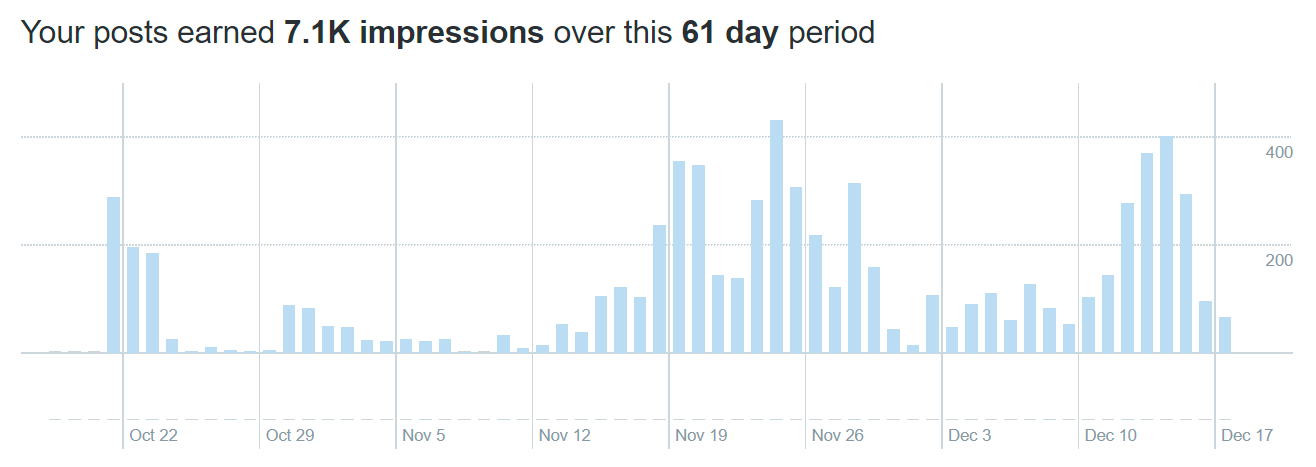 Your posts earned 7.1K impressions over this 61 day period
400
200
Oct 22 Oct 29 Nov 5 Nov 12 Nov 19 Nov 26 Dec 3 Dec 10 Dec 17